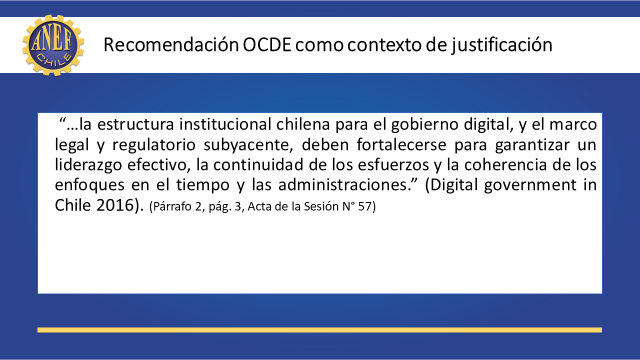 ANEF
CHILE
Recomendación OCDE como contexto de justificación
“…la estructura institucional chilena para el gobierno digital, y el marco
legal y regulatorio subyacente, deben fortalecerse para garantizar un
liderazgo efectivo, la continuidad de los esfuerzos y la coherencia de los
enfoques en el tiempo y las administraciones.” (Digital government in
Chile 2016). (Párrafo 2, pág. 3, Acta de la Sesión N° 57)